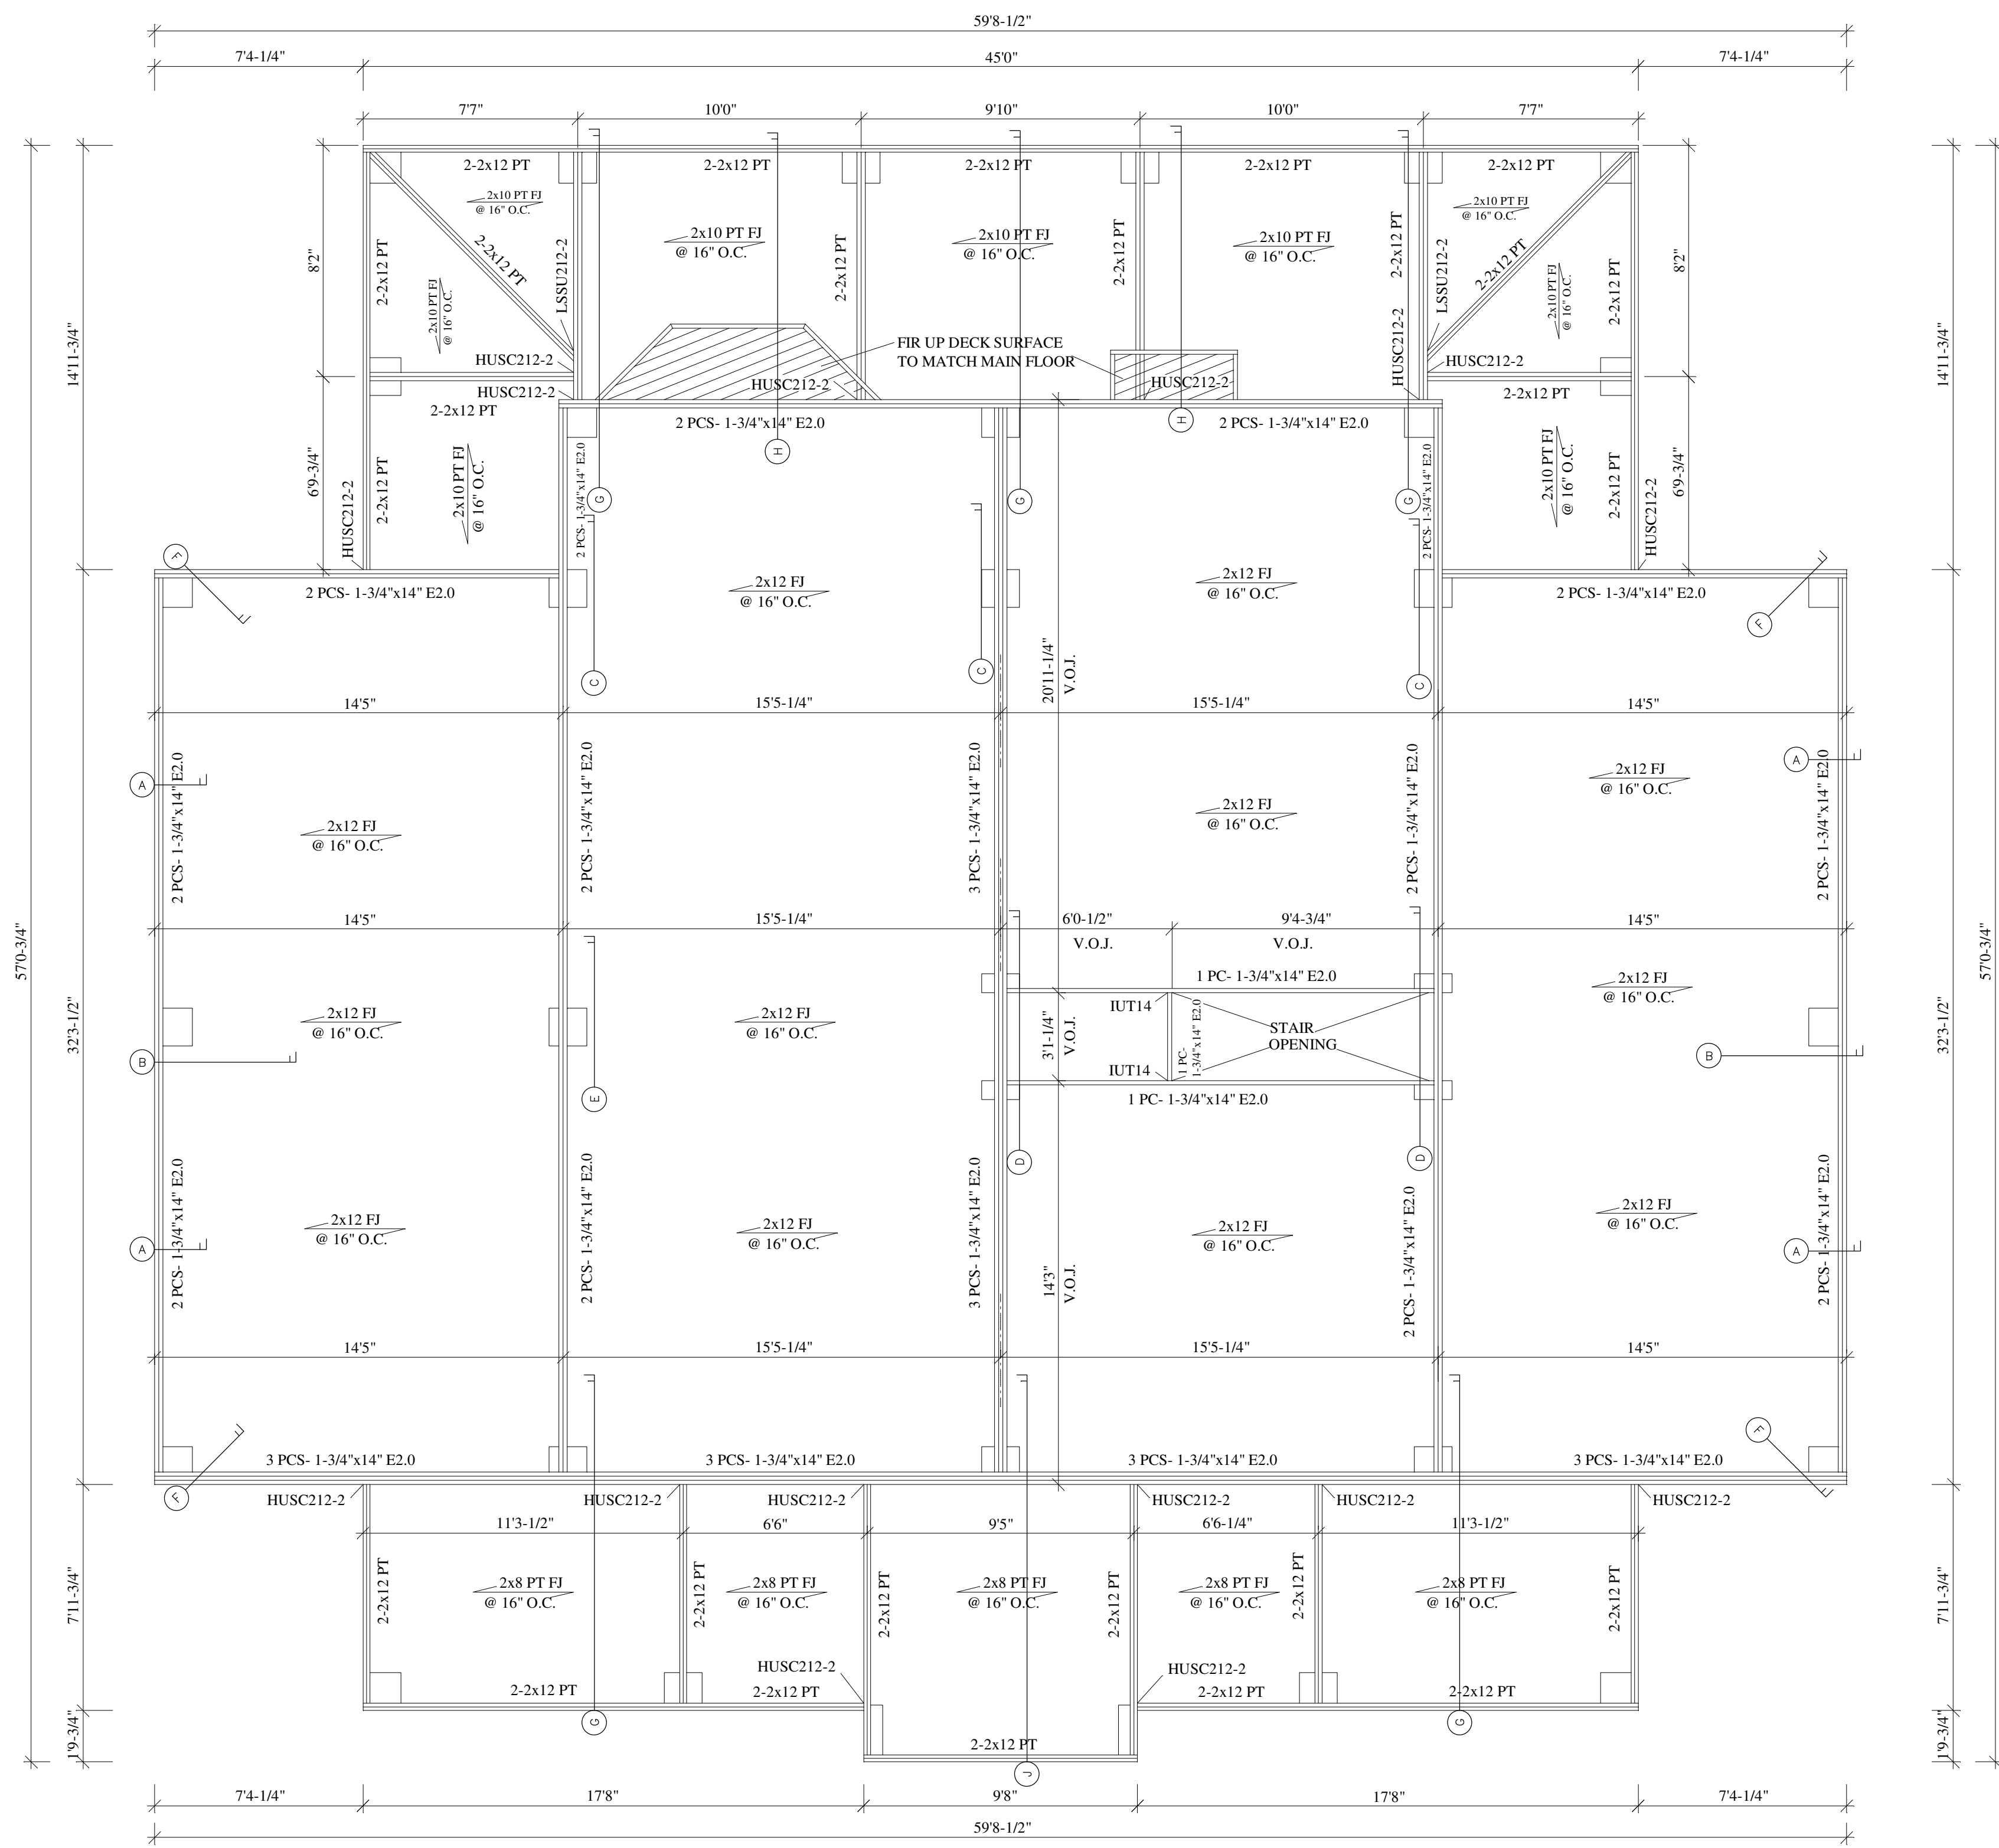 59'8-1/2"
7'4-1/4"
45'0"
7'4-1/4"
7'7"
10'0"
9'10"
10'0"
7'7"
2-2x12 PT
2-2x12 PT
2-2x12 PT
2-2x12 PT
2-2x12 PT
2x10 PT FJ
@ 16" O.C.
2x10 PT FJ
@ 16" O.C.
2x10 PT FJ
@ 16" O.C.
2x10 PT FJ
@ 16" O.C.
2x10 PT FJ
@ 16" O.C.
8'2"
2-2x12 PT
2-2x12 PT
LSSU212-2
2-2x12 PT
2-2x12 PT
2-2x12 PT
LSSU212-2
2-2x12 PT
2-2x12 PT
8'2"
2x10 PT FJ
@ 16" O.C.
2x10 PT FJ
@ 16" O.C.
14'11-3/4"
14'11-3/4"
FIR UP DECK SURFACE
TO MATCH MAIN FLOOR
HUSC212-2
HUSC212-2
HUSC212-2
HUSC212-2
HUSC212-2
HUSC212-2
2-2x12 PT
2-2x12 PT
2 PCS- 1-3/4"x14" E2.0
2 PCS- 1-3/4"x14" E2.0
H
H
6'9-3/4"
2-2x12 PT
2x10 PT FJ
@ 16" O.C.
2 PCS- 1-3/4"x14" E2.0
G
G
G
2 PCS- 1-3/4"x14" E2.0
2x10 PT FJ
@ 16" O.C.
2-2x12 PT
6'9-3/4"
HUSC212-2
HUSC212-2
F
F
2 PCS- 1-3/4"x14" E2.0
2 PCS- 1-3/4"x14" E2.0
2x12 FJ
@ 16" O.C.
2x12 FJ
@ 16" O.C.
C
C
C
20'11-1/4"
V.O.J.
14'5"
15'5-1/4"
15'5-1/4"
14'5"
A
A
2 PCS- 1-3/4"x14" E2.0
2 PCS- 1-3/4"x14" E2.0
3 PCS- 1-3/4"x14" E2.0
2 PCS- 1-3/4"x14" E2.0
2 PCS- 1-3/4"x14" E2.0
2x12 FJ
@ 16" O.C.
2x12 FJ
@ 16" O.C.
2x12 FJ
@ 16" O.C.
14'5"
15'5-1/4"
6'0-1/2"
V.O.J.
9'4-3/4"
V.O.J.
14'5"
57'0-3/4"
57'0-3/4"
32'3-1/2"
32'3-1/2"
1 PC- 1-3/4"x14" E2.0
IUT14
1 PC-
1-3/4"x14" E2.0
STAIR
OPENING
3'1-1/4"
V.O.J.
IUT14
1 PC- 1-3/4"x14" E2.0
2x12 FJ
@ 16" O.C.
2x12 FJ
@ 16" O.C.
2x12 FJ
@ 16" O.C.
B
B
E
D
D
2 PCS- 1-3/4"x14" E2.0
2 PCS- 1-3/4"x14" E2.0
3 PCS- 1-3/4"x14" E2.0
2 PCS- 1-3/4"x14" E2.0
2 PCS- 1-3/4"x14" E2.0
2x12 FJ
@ 16" O.C.
2x12 FJ
@ 16" O.C.
2x12 FJ
@ 16" O.C.
2x12 FJ
@ 16" O.C.
A
A
14'3"
V.O.J.
14'5"
15'5-1/4"
15'5-1/4"
14'5"
3 PCS- 1-3/4"x14" E2.0
3 PCS- 1-3/4"x14" E2.0
3 PCS- 1-3/4"x14" E2.0
3 PCS- 1-3/4"x14" E2.0
F
F
HUSC212-2
HUSC212-2
HUSC212-2
HUSC212-2
HUSC212-2
HUSC212-2
11'3-1/2"
6'6"
9'5"
6'6-1/4"
11'3-1/2"
7'11-3/4"
2-2x12 PT
2x8 PT FJ
@ 16" O.C.
2-2x12 PT
2x8 PT FJ
@ 16" O.C.
2-2x12 PT
2x8 PT FJ
@ 16" O.C.
2-2x12 PT
2x8 PT FJ
@ 16" O.C.
2-2x12 PT
2x8 PT FJ
@ 16" O.C.
2-2x12 PT
7'11-3/4"
HUSC212-2
HUSC212-2
2-2x12 PT
2-2x12 PT
2-2x12 PT
2-2x12 PT
G
G
1'9-3/4"
2-2x12 PT
1'9-3/4"
J
7'4-1/4"
17'8"
9'8"
17'8"
7'4-1/4"
59'8-1/2"